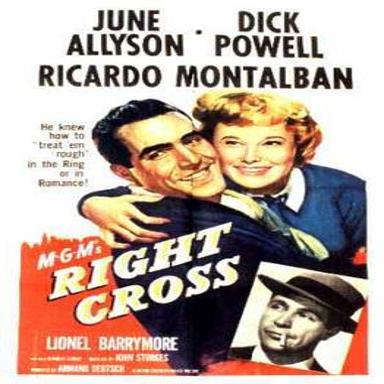 JUNE DICK
ALLYSON · POWELL
RICARDO MONTALBAN
He knew
how to
"treat 'em
rough"
in the Ring
or in
Romance!
M-G-M's
RIGHT
CROSS
LIONEL BARRYMORE
JOHN STURGES
ARMAND DEUTSCH